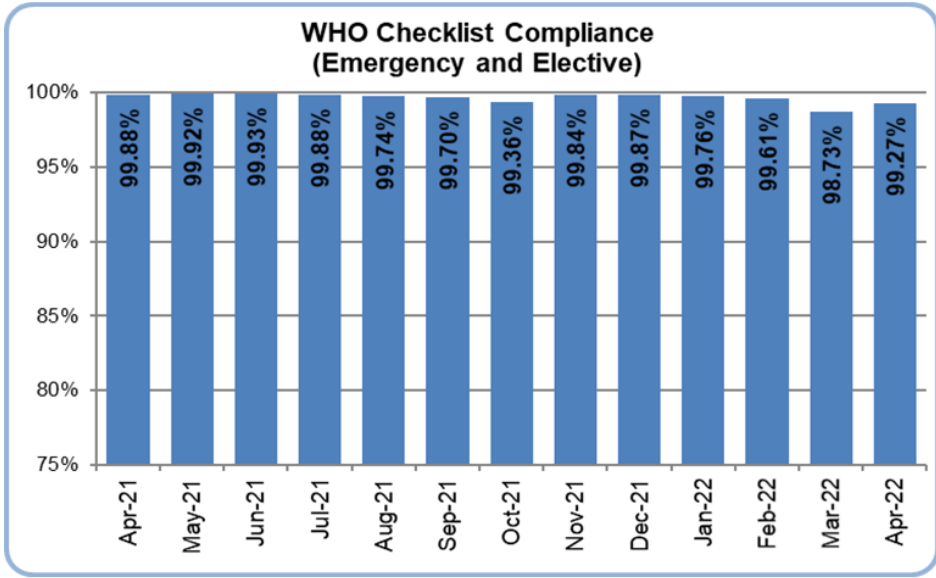 WHO Checklist Compliance
(Emergency and Elective)
100%
95%
90%
85%
80%
75%
99.88%
99.92%
99.93%
99.88%
99.74%
99.70%
99.36%
99.84%
99.87%
99.76%
99.61%
98.73%
99.27%
Apr-21
May-21
Jun-21
Jul-21
Aug-21
Sep-21
Oct-21
Nov-21
Dec-21
Jan-22
Feb-22
Mar-22
Apr-22